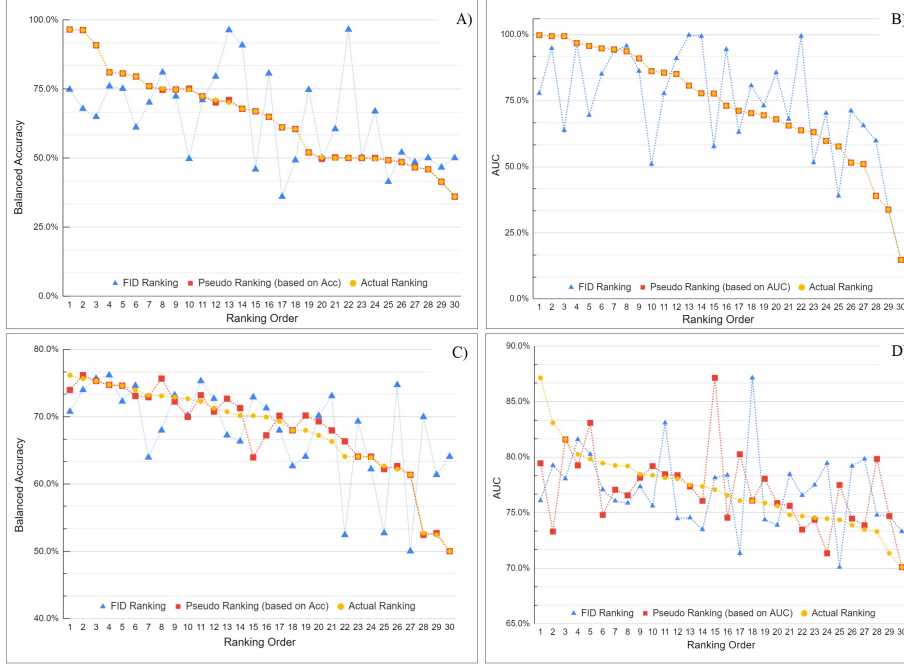 A)
100.0%
75.0%
50.0%
25.0%
0.0%
Balanced Accuracy
FID Ranking Pseudo Ranking (based on Acc) Actual Ranking
1 2 3 4 5 6 7 8 9 10 11 12 13 14 15 16 17 18 19 20 21 22 23 24 25 26 27 28 29 30
Ranking Order
B)
100.0%
75.0%
50.0%
25.0%
0.0%
AUC
FID Ranking Pseudo Ranking (based on AUC) Actual Ranking
1 2 3 4 5 6 7 8 9 10 11 12 13 14 15 16 17 18 19 20 21 22 23 24 25 26 27 28 29 30
Ranking Order
C)
80.0%
70.0%
60.0%
50.0%
40.0%
Balanced Accuracy
FID Ranking Pseudo Ranking (based on Acc) Actual Ranking
1 2 3 4 5 6 7 8 9 10 11 12 13 14 15 16 17 18 19 20 21 22 23 24 25 26 27 28 29 30
Ranking Order
D)
90.0%
85.0%
80.0%
75.0%
70.0%
65.0%
AUC
FID Ranking Pseudo Ranking (based on AUC) Actual Ranking
1 2 3 4 5 6 7 8 9 10 11 12 13 14 15 16 17 18 19 20 21 22 23 24 25 26 27 28 29 30
Ranking Order